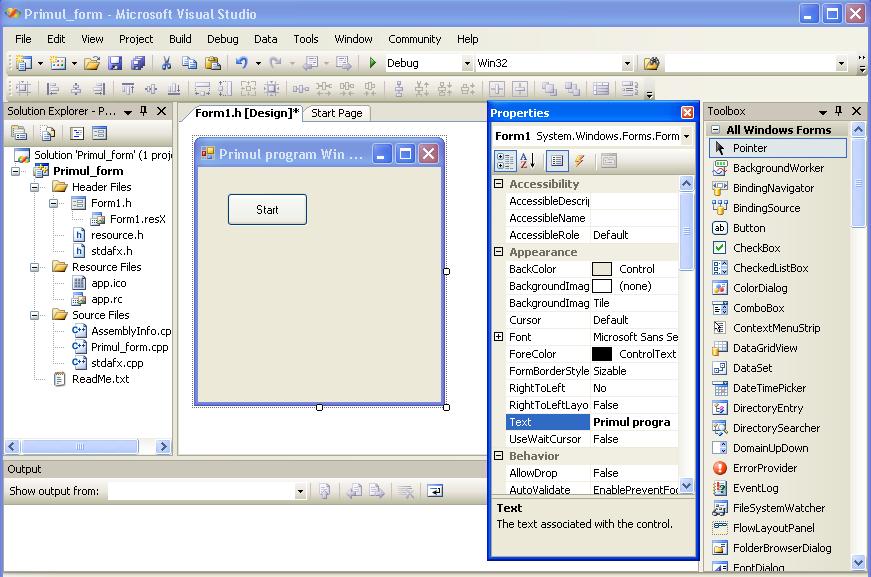 Primul_form - Microsoft Visual Studio
File Edit View Project Build Debug Data Tools Window Community Help
Debug Win32
Solution Explorer - P...
Solution 'Primul_form' (1 proj
Primul_form
Header Files
Form1.h
Form1.resX
resource.h
stdafx.h
Resource Files
app.ico
app.rc
Source Files
AssemblyInfo.cp
Primul_form.cpp
stdafx.cpp
ReadMe.txt
Form1.h [Design]* Start Page
Primul program Win ...
Start
Properties
Form1 System.Windows.Forms.Form
Accessibility
AccessibleDescrip
AccessibleName
AccessibleRole Default
Appearance
BackColor Control
BackgroundImag (none)
BackgroundImag Tile
Cursor Default
Font Microsoft Sans Se
ForeColor ControlText
FormBorderStyle Sizable
RightToLeft No
RightToLeftLayo False
Text Primul progra
UseWaitCursor False
Behavior
AllowDrop False
AutoValidate EnablePreventFoc
Text
The text associated with the control.
Toolbox
All Windows Forms
Pointer
BackgroundWorker
BindingNavigator
BindingSource
Button
CheckBox
CheckedListBox
ColorDialog
ComboBox
ContextMenuStrip
DataGridView
DataSet
DateTimePicker
DirectoryEntry
DirectorySearcher
DomainUpDown
ErrorProvider
EventLog
FileSystemWatcher
FlowLayoutPanel
FolderBrowserDialog
FontDialog
Output
Show output from: